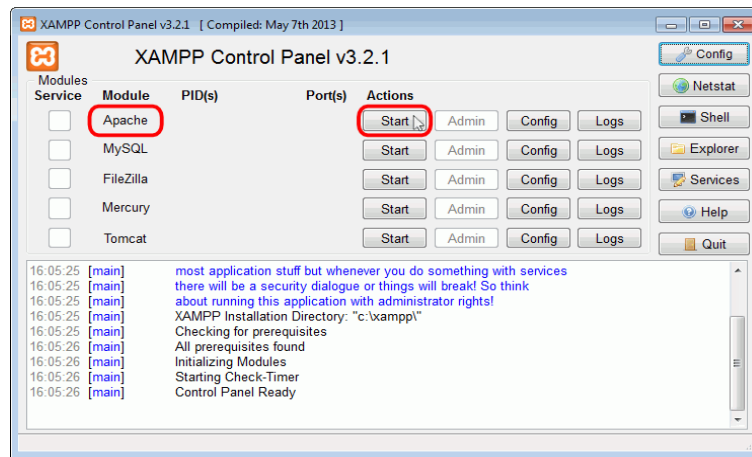 XAMPP Control Panel v3.2.1 [ Compiled: May 7th 2013 ]
XAMPP Control Panel v3.2.1
Config
Modules
Service Module PID(s) Port(s) Actions
Netstat
Apache Start Admin Config Logs
Shell
MySQL Start Admin Config Logs
Explorer
FileZilla Start Admin Config Logs
Services
Mercury Start Admin Config Logs
Help
Tomcat Start Admin Config Logs
Quit
16:05:25 [main] most application stuff but whenever you do something with services
16:05:25 [main] there will be a security dialogue or things will break! So think
16:05:25 [main] about running this application with administrator rights!
16:05:26 [main] XAMPP Installation Directory: "c:\xampp\"
16:05:26 [main] Checking for prerequisites
16:05:26 [main] All prerequisites found
16:05:26 [main] Initializing Modules
16:05:26 [main] Starting Check-Timer
16:05:26 [main] Control Panel Ready